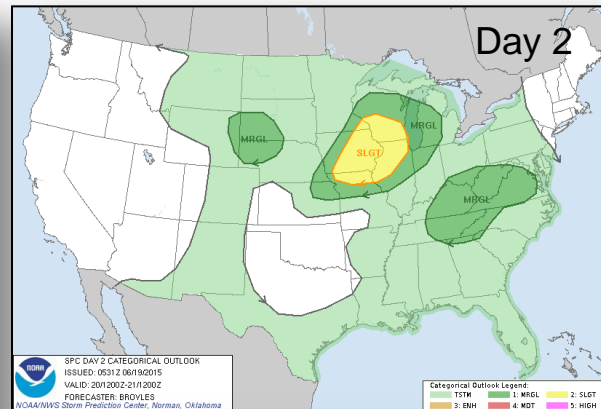 Day 2
MRGL
MRGL
SLGT
MRGL
NOAA
SPC DAY 2 CATEGORICAL OUTLOOK
ISSUED: 0531Z 06/19/2015
VALID: 20/1200Z-21/1200Z
FORECASTER: BROYLES
NOAA/NWS Storm Prediction Center, Norman, Oklahoma
Categorical Outlook Legend:
TSTM 1: MRGL 2: SLGT
3: ENH 4: MDT 5: HIGH